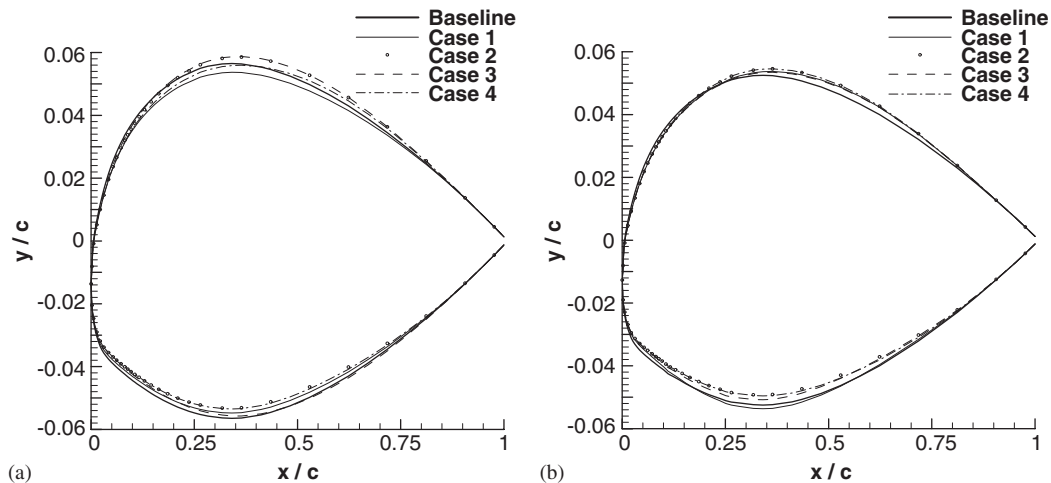 Baseline
Case 1
Case 2
Case 3
Case 4
0.06
0.04
0.02
0
-0.02
-0.04
-0.06
y / c
0 0.25 0.5 0.75 1
x / c
(a)
Baseline
Case 1
Case 2
Case 3
Case 4
0.06
0.04
0.02
0
-0.02
-0.04
-0.06
y / c
0 0.25 0.5 0.75 1
x / c
(b)